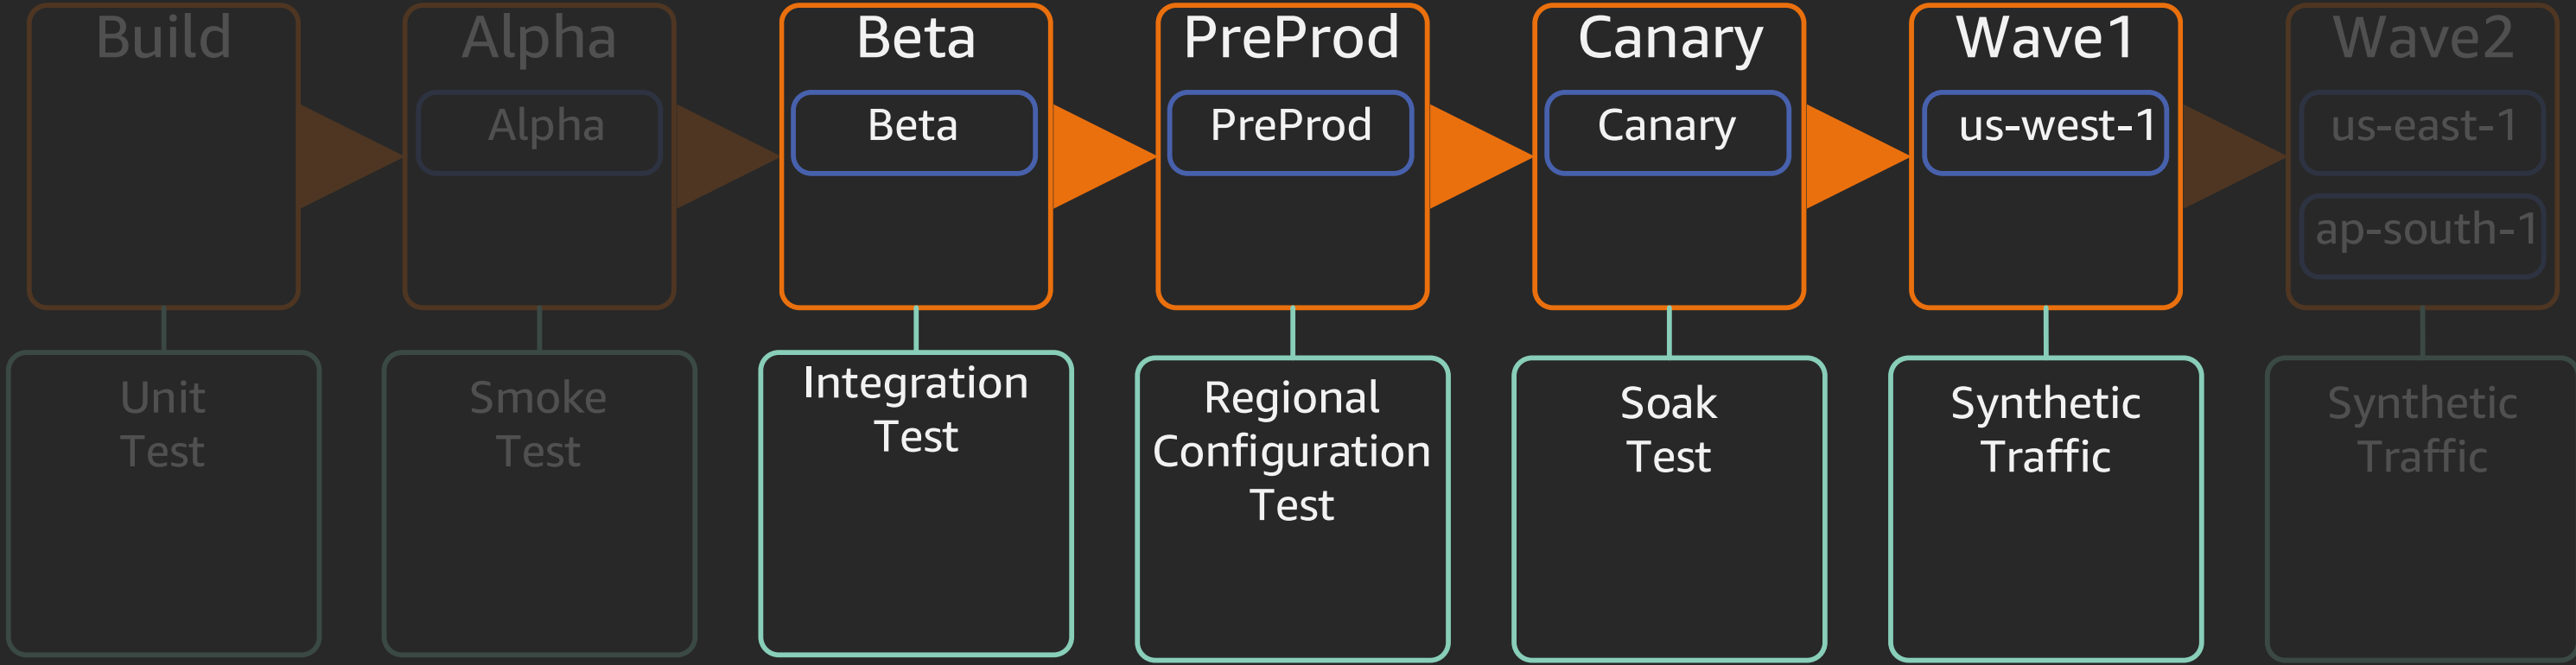 Build
Alpha
Beta
PreProd
Canary
Wave1
Wave2
Alpha
Beta
PreProd
Canary
us-west-1
us-east-1
ap-south-1
Unit
Test
Smoke
Test
Integration
Test
Regional
Configuration
Test
Soak
Test
Synthetic
Traffic
Synthetic
Traffic